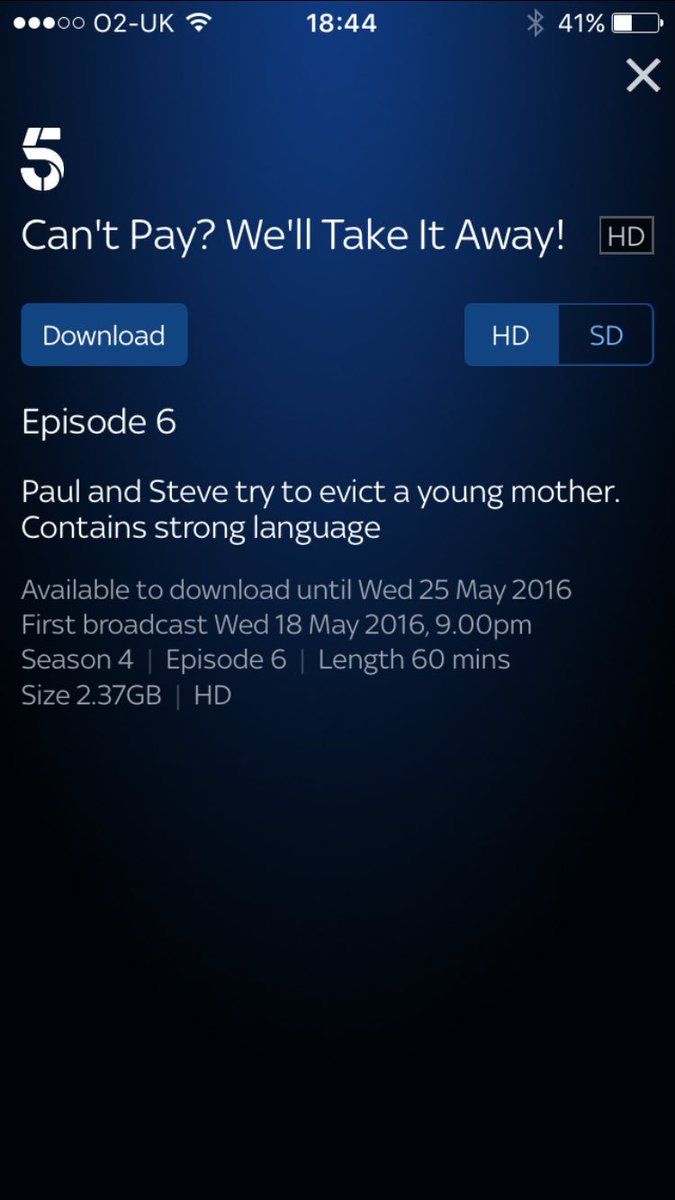 O2-UK 18:44 41%
5
Can't Pay? We'll Take It Away! HD
Download HD SD
Episode 6
Paul and Steve try to evict a young mother.
Contains strong language
Available to download until Wed 25 May 2016
First broadcast Wed 18 May 2016, 9.00pm
Season 4 | Episode 6 | Length 60 mins
Size 2.37GB | HD